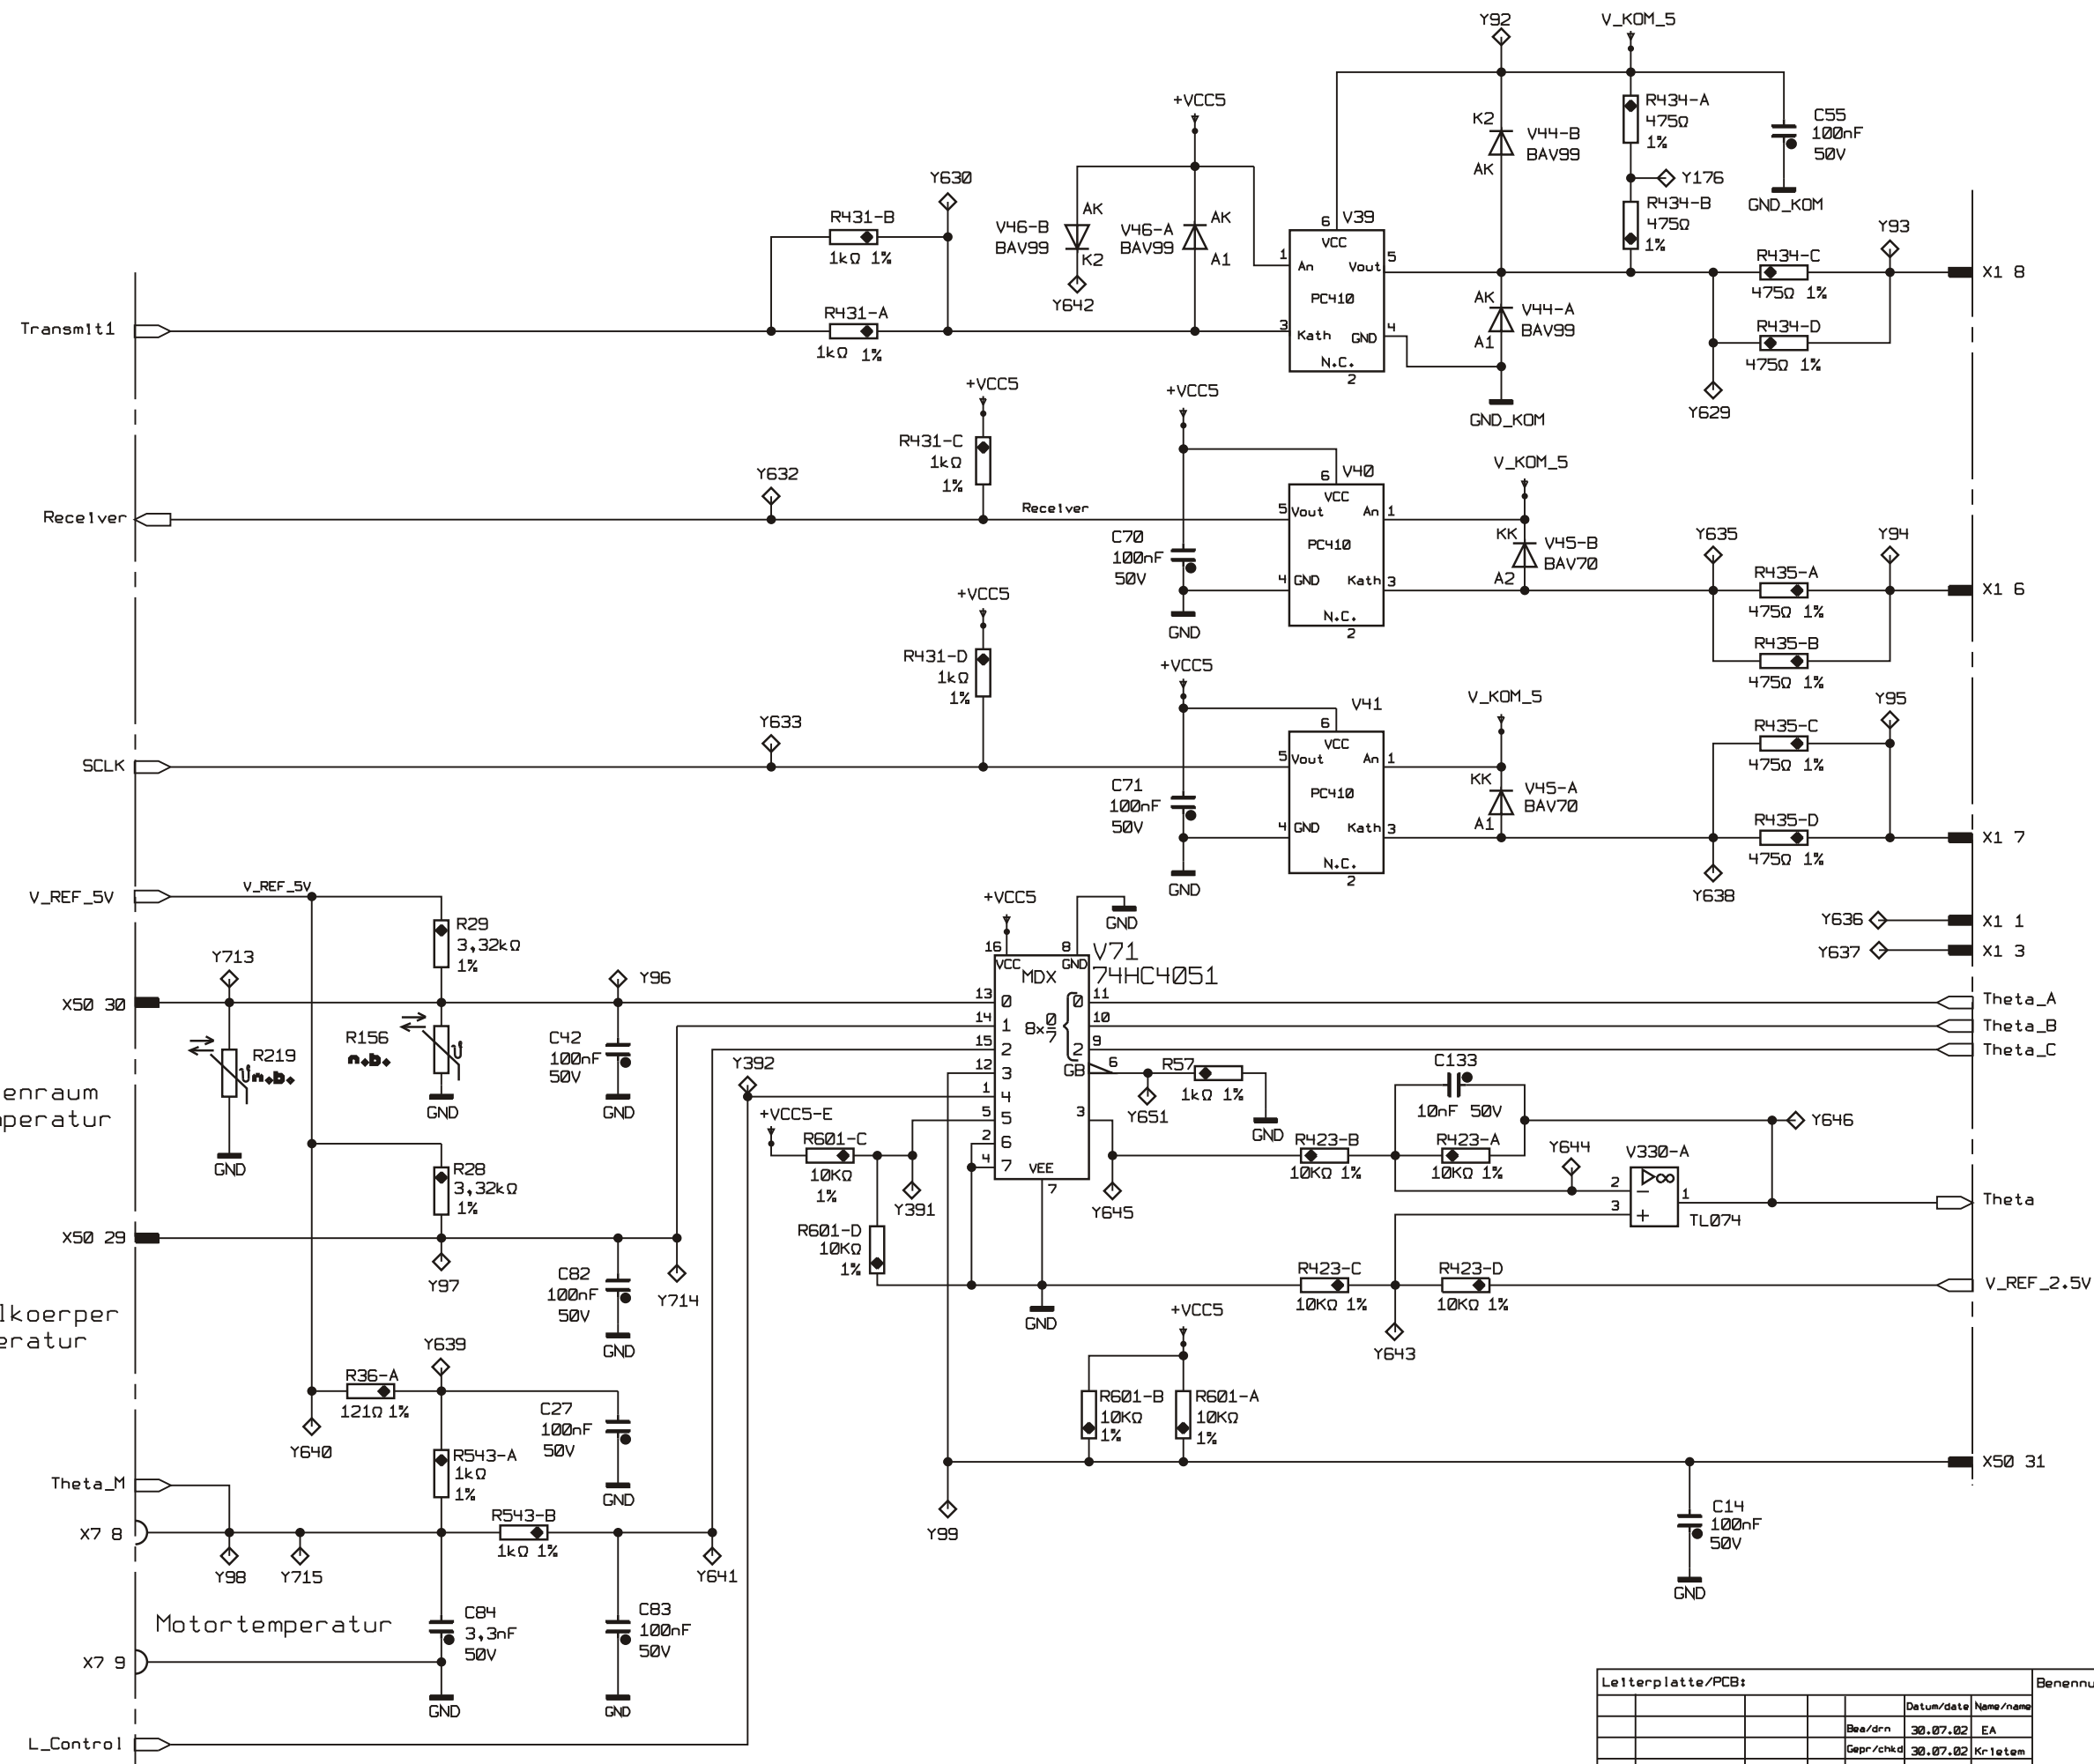 Y92
V_KOM_5
R434-A
475Ω
1%
C55
100nF
50V
GND_KOM
K2
V44-B
BAV99
AK
Y176
R434-B
475Ω
1%
+VCC5
Y630
R431-B
1kΩ 1%
V46-B
BAV99
AK
K2
Y642
V46-A
BAV99
AK
A1
6 V39
VCC
1 An
Vout 5
PC410
3 Kath
GND 4
N.C.
2
AK
V44-A
BAV99
A1
GND_KOM
Y93
R434-C
475Ω 1%
X1 8
R434-D
475Ω 1%
Y629
Transm1t1
R431-A
1kΩ 1%
+VCC5
R431-C
1kΩ
1%
Y632
Rece1ver
Rece1ver
+VCC5
C70
100nF
50V
GND
6 V40
VCC
5 Vout
An 1
PC410
4 GND
Kath 3
N.C.
2
V_KOM_5
KK
V45-B
BAV70
A2
Y635
Y94
R435-A
475Ω 1%
X1 6
R435-B
475Ω 1%
+VCC5
R431-D
1kΩ
1%
Y633
SCLK
+VCC5
C71
100nF
50V
GND
6 V41
VCC
5 Vout
An 1
PC410
4 GND
Kath 3
N.C.
2
V_KOM_5
KK
V45-A
BAV70
A1
Y95
R435-C
475Ω 1%
R435-D
475Ω 1%
X1 7
Y638
Y636
X1 1
Y637
X1 3
V_REF_5V
V_REF_5V
R29
3,32kΩ
1%
Y713
Y96
X50 30
R219
n.b.
R156
n.b.
C42
100nF
50V
GND
GND
GND
enraum
peratur
+VCC5
GND
16
8
V71
74HC4051
VCC
GND
MDX
13 0
14 1
15 2
12 3
1 4
5 5
2 6
4 7
8x 0
7
0 11
10
2 9
G8 6
3
VEE
7
Theta_A
Theta_B
Theta_C
Y392
+VCC5-E
R601-C
10KΩ
1%
Y391
R601-D
10KΩ
1%
Y651
R57
1kΩ 1%
GND
C133
10nF 50V
R423-B
10KΩ 1%
R423-A
10KΩ 1%
Y645
Y644
Y646
V330-A
2
3
1
TL074
Theta
R423-C
10KΩ 1%
R423-D
10KΩ 1%
V_REF_2.5V
Y643
GND
R28
3,32kΩ
1%
X50 29
Y97
C82
100nF
50V
GND
Y714
lkoerper
eratur
+VCC5
R601-B
10KΩ
1%
R601-A
10KΩ
1%
X50 31
Y99
C14
100nF
50V
GND
Y639
R36-A
121Ω 1%
Y640
C27
100nF
50V
GND
R543-A
1kΩ
1%
Theta_M
R543-B
1kΩ 1%
X7 8
Y98
Y715
Y641
Motortemperatur
C84
3,3nF
50V
C83
100nF
50V
X7 9
GND
GND
L_Control
Le1terplatte/PCB:
Benennu
Datum/date Name/name
Bea/drn 30.07.02 EA
Gepr/chkd 30.07.02 Kr1etem